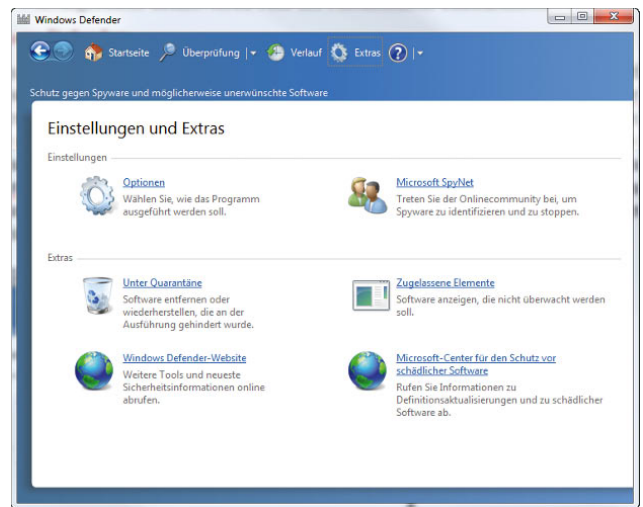 Windows Defender
Startseite Überprüfung Verlauf Extras ?
Schutz gegen Spyware und möglicherweise unerwünschte Software
Einstellungen und Extras
Einstellungen
Optionen
Wählen Sie, wie das Programm
ausgeführt werden soll.
Microsoft SpyNet
Treten Sie der Onlinecommunity bei, um
Spyware zu identifizieren und zu stoppen.
Extras
Unter Quarantäne
Software entfernen oder
wiederherstellen, die an der
Ausführung gehindert wurde.
Zugelassene Elemente
Software anzeigen, die nicht überwacht werden
soll.
Windows Defender-Website
Weitere Tools und neueste
Sicherheitsinformationen online
abrufen.
Microsoft-Center für den Schutz vor
schädlicher Software
Rufen Sie Informationen zu
Definitionsaktualisierungen und zu schädlicher
Software ab.